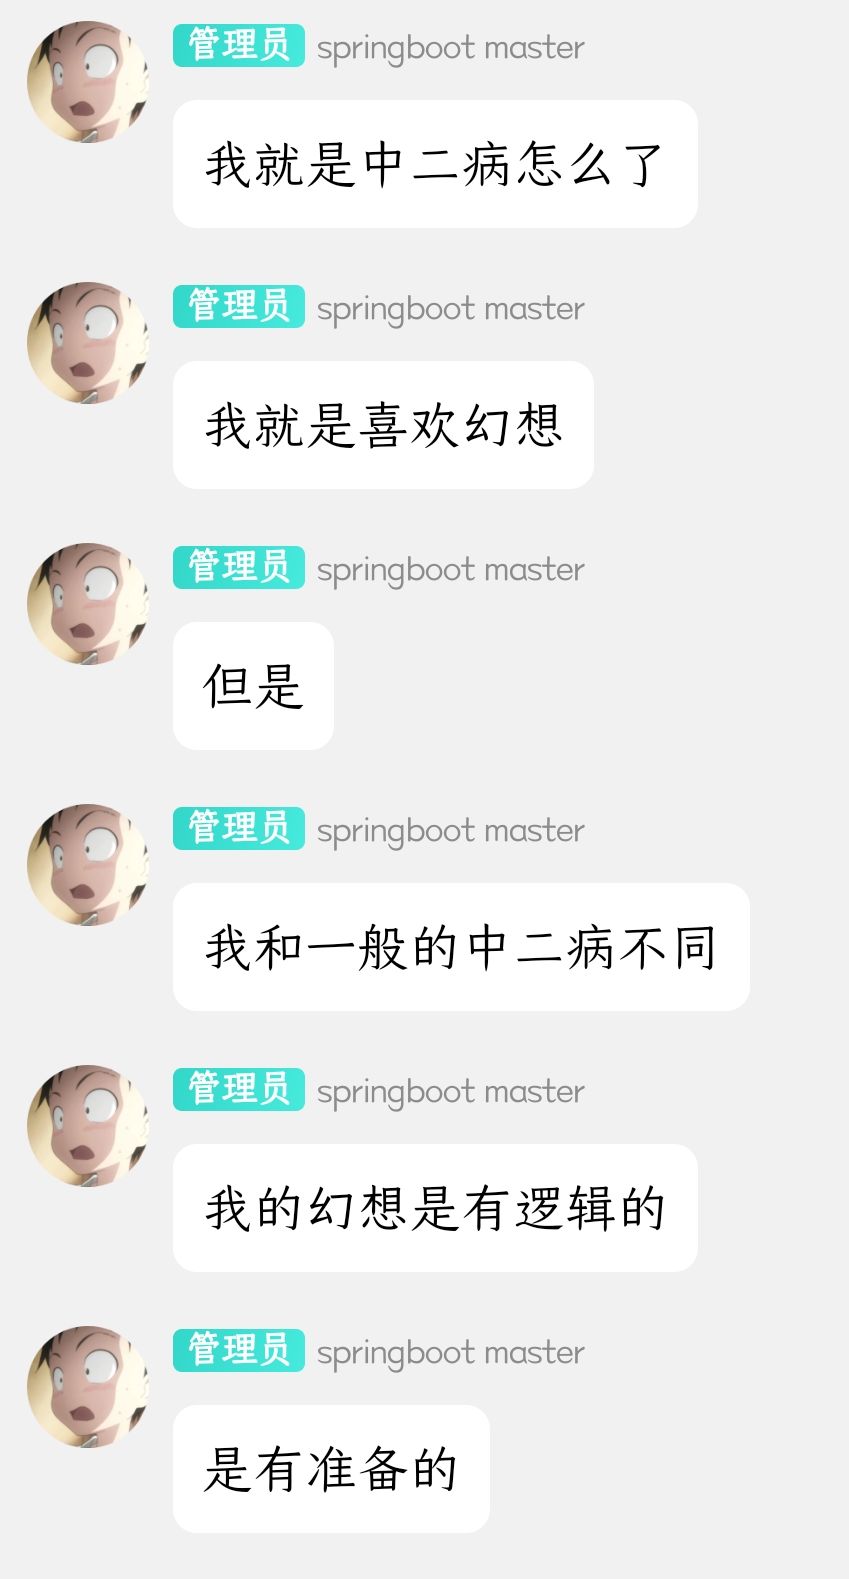 管理员 springboot master
我就是中二病怎么了
管理员 springboot master
我就是喜欢幻想
管理员 springboot master
但是
管理员 springboot master
我和一般的中二病不同
管理员 springboot master
我的幻想是有逻辑的
管理员 springboot master
是有准备的